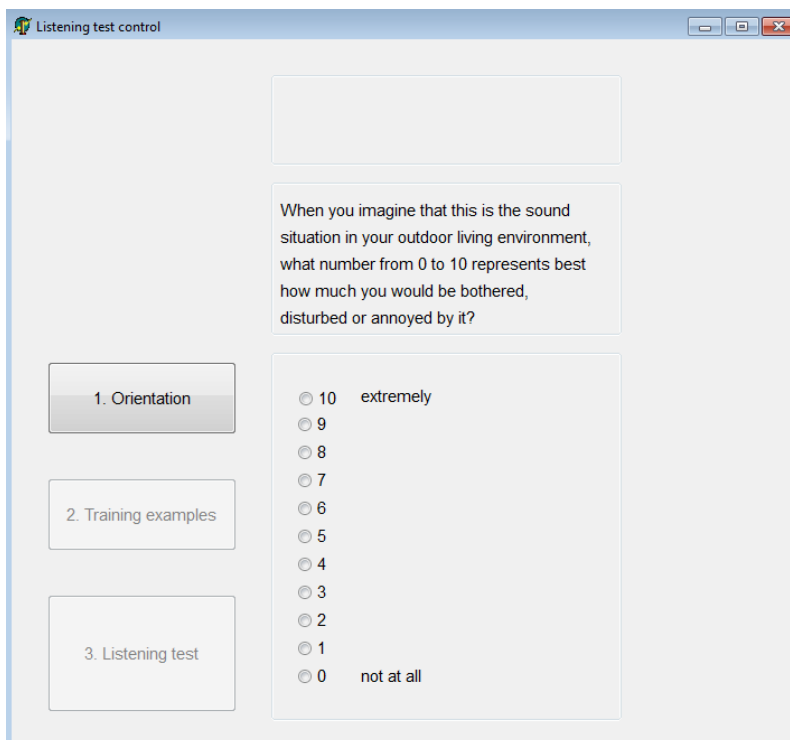 Listening test control
When you imagine that this is the sound
situation in your outdoor living environment,
what number from 0 to 10 represents best
how much you would be bothered,
disturbed or annoyed by it?
1. Orientation
2. Training examples
3. Listening test
10 extremely
9
8
7
6
5
4
3
2
1
0 not at all